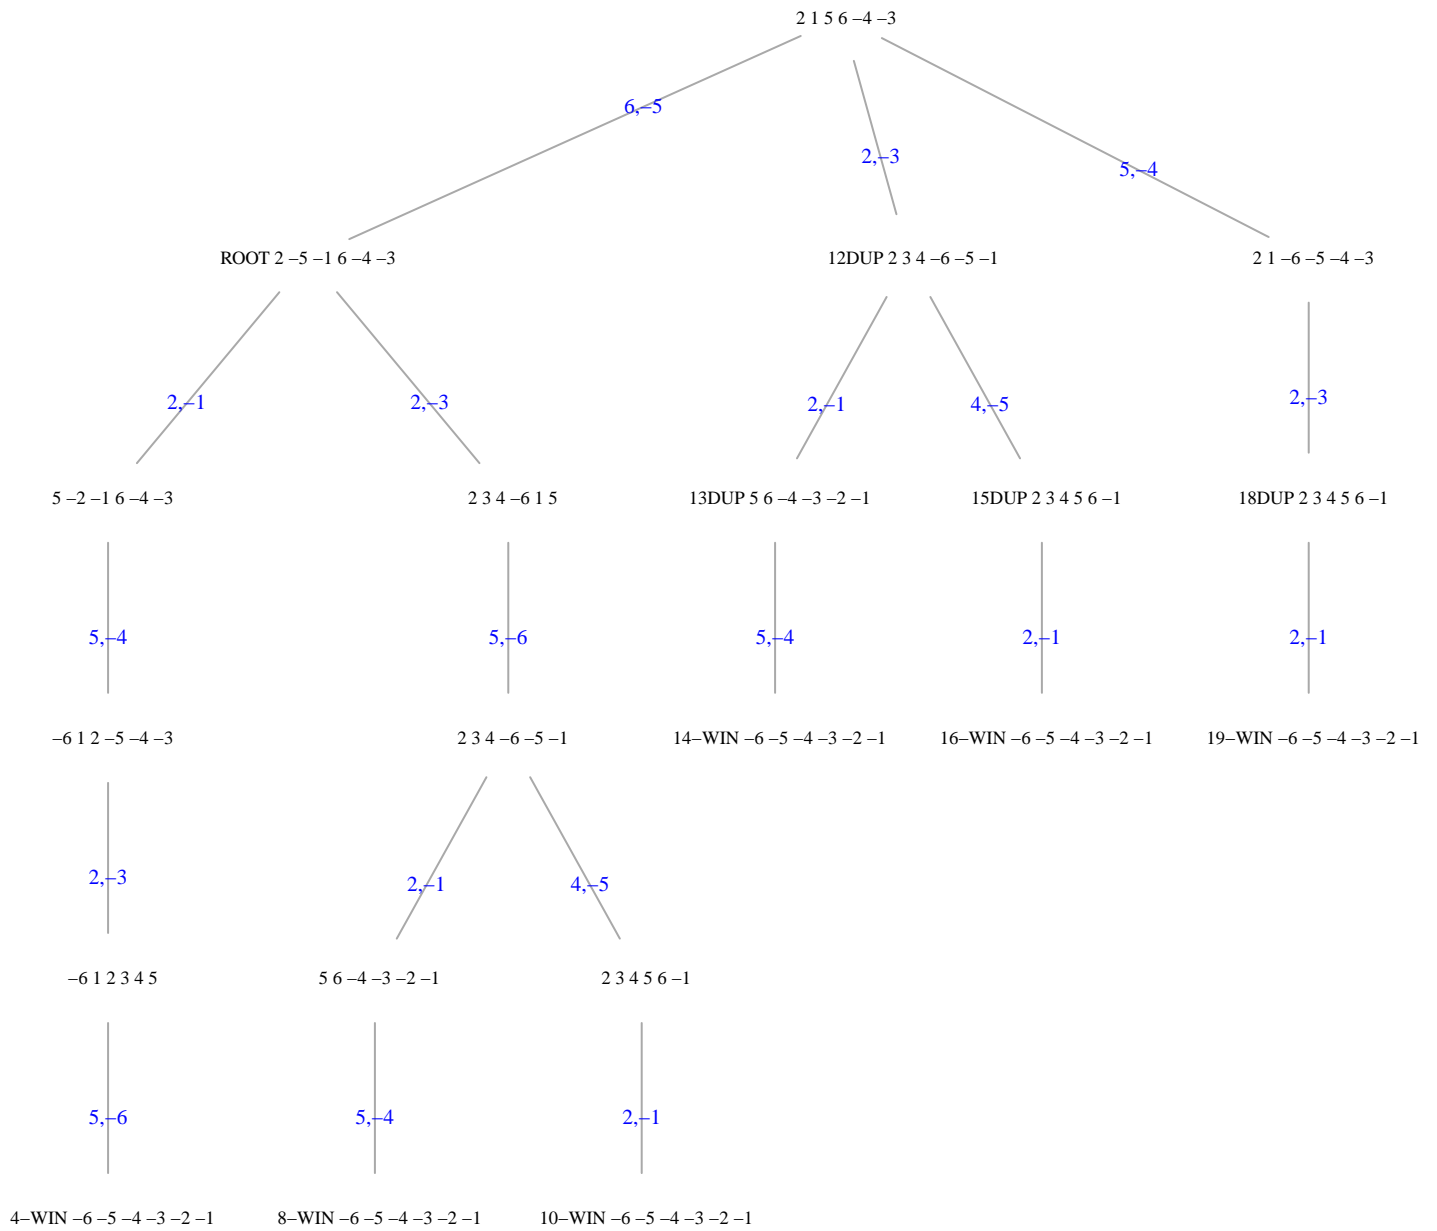 2 1 5 6 –4 –3
6,–5
2,–3
5,–4
ROOT 2 –5 –1 6 –4 –3
12DUP 2 3 4 –6 –5 –1
2 1 –6 –5 –4 –3
2,–1
2,–3
2,–1
4,–5
2,–3
5 –2 –1 6 –4 –3
2 3 4 –6 1 5
13DUP 5 6 –4 –3 –2 –1
15DUP 2 3 4 5 6 –1
18DUP 2 3 4 5 6 –1
5,–4
5,–6
5,–4
2,–1
2,–1
–6 1 2 –5 –4 –3
2 3 4 –6 –5 –1
14–WIN –6 –5 –4 –3 –2 –1
16–WIN –6 –5 –4 –3 –2 –1
19–WIN –6 –5 –4 –3 –2 –1
2,–3
2,–1
4,–5
–6 1 2 3 4 5
5 6 –4 –3 –2 –1
2 3 4 5 6 –1
5,–6
5,–4
2,–1
4–WIN –6 –5 –4 –3 –2 –1
8–WIN –6 –5 –4 –3 –2 –1
10–WIN –6 –5 –4 –3 –2 –1